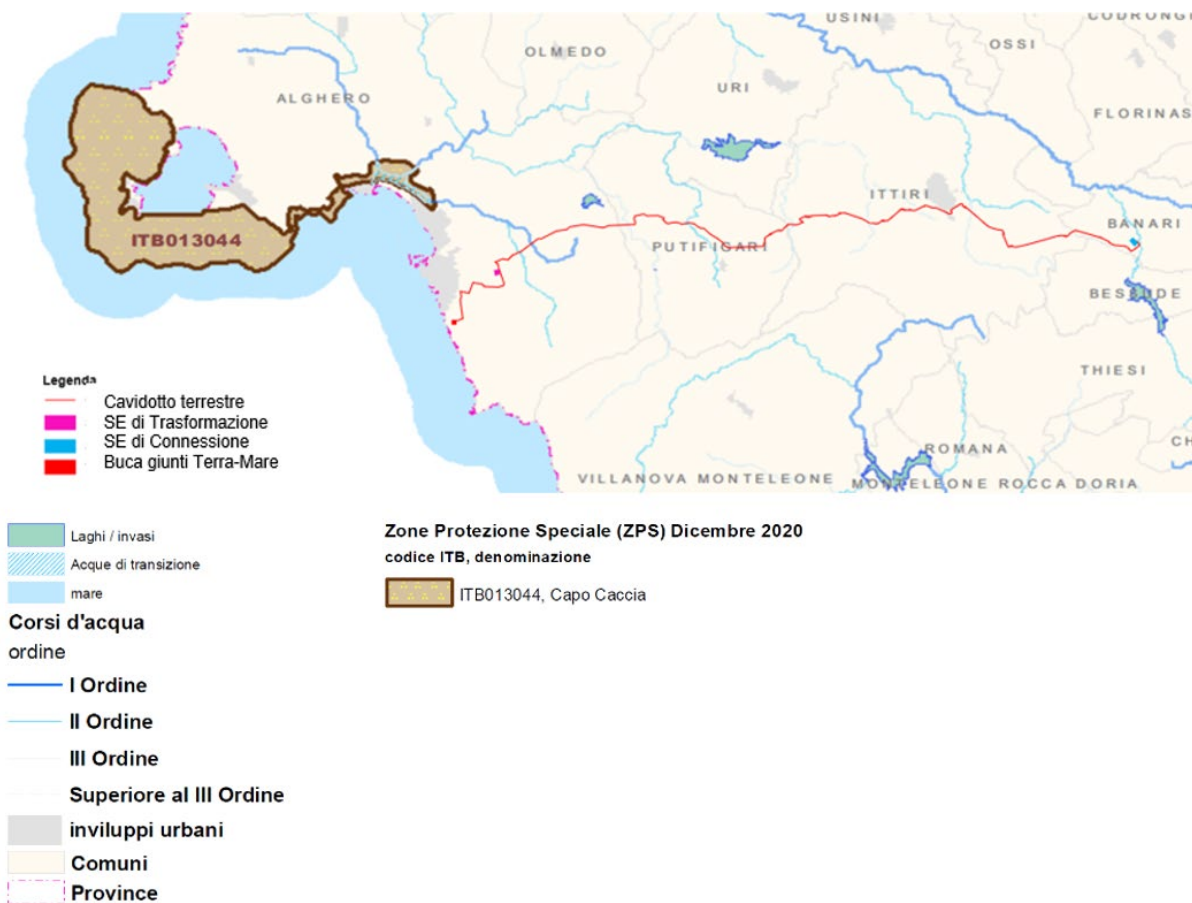 USINI
CODRONGI
OLMEDO
OSSI
ALGHERO
URI
FLORINAS
ITTIRI
BANARI
ITB013044
PUTIFIGARI
BESSUDE
THIESI
ROMANA
CH
VILLANOVA MONTELEONE
MONTELEONE ROCCA DORIA
Legenda
Cavidotto terrestre
SE di Trasformazione
SE di Connessione
Buca giunti Terra-Mare
Laghi / invasi
Acque di transizione
mare
Corsi d'acqua
ordine
I Ordine
II Ordine
III Ordine
Superiore al III Ordine
inviluppi urbani
Comuni
Province
Zone Protezione Speciale (ZPS) Dicembre 2020
codice ITB, denominazione
ITB013044, Capo Caccia